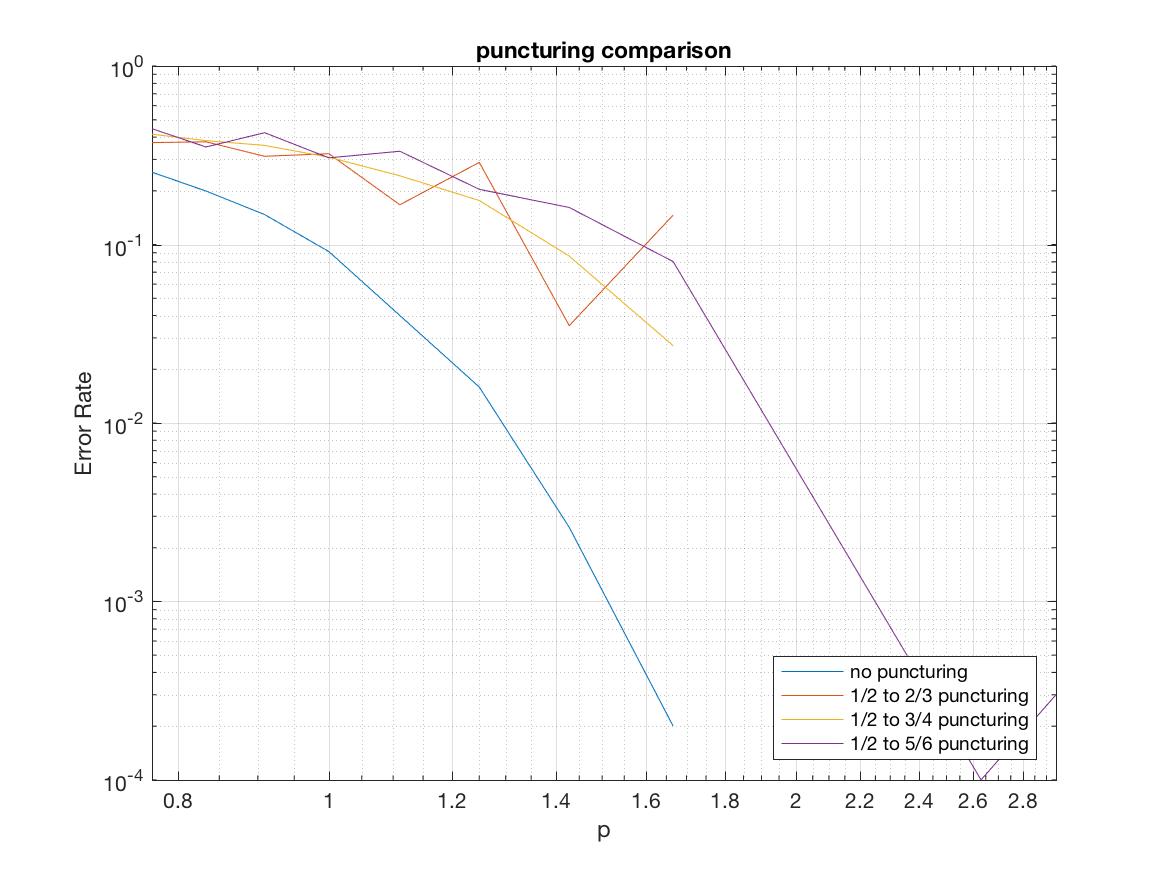 puncturing comparison
10^0
10^-1
10^-2
10^-3
10^-4
Error Rate
0.8 1 1.2 1.4 1.6 1.8 2 2.2 2.4 2.6 2.8
p
no puncturing
1/2 to 2/3 puncturing
1/2 to 3/4 puncturing
1/2 to 5/6 puncturing